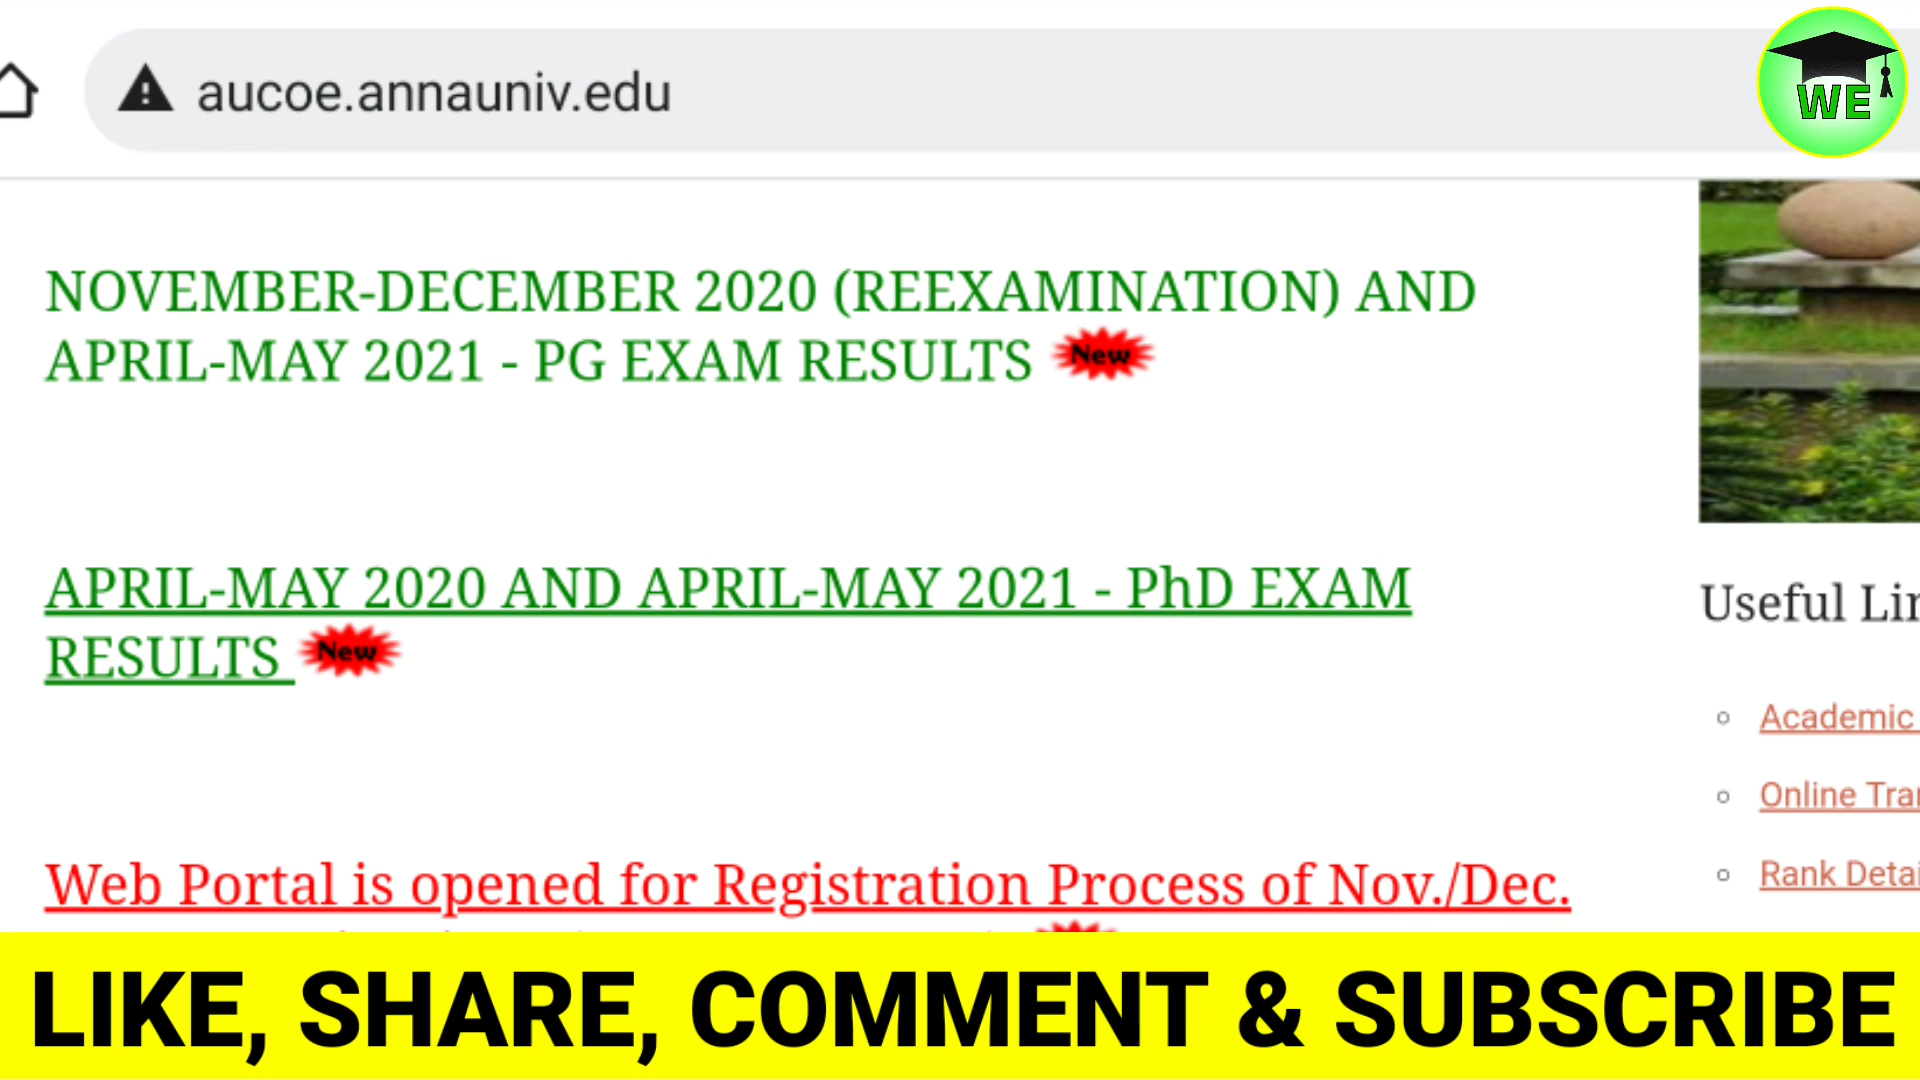 aucoe.annauniv.edu
WE
NOVEMBER-DECEMBER 2020 (REEXAMINATION) AND
APRIL-MAY 2021 - PG EXAM RESULTS New
APRIL-MAY 2020 AND APRIL-MAY 2021 - PhD EXAM
RESULTS New
Useful
Academic
Online
Rank
Web Portal is opened for Registration Process of Nov./Dec.
LIKE, SHARE, COMMENT & SUBSCRIBE